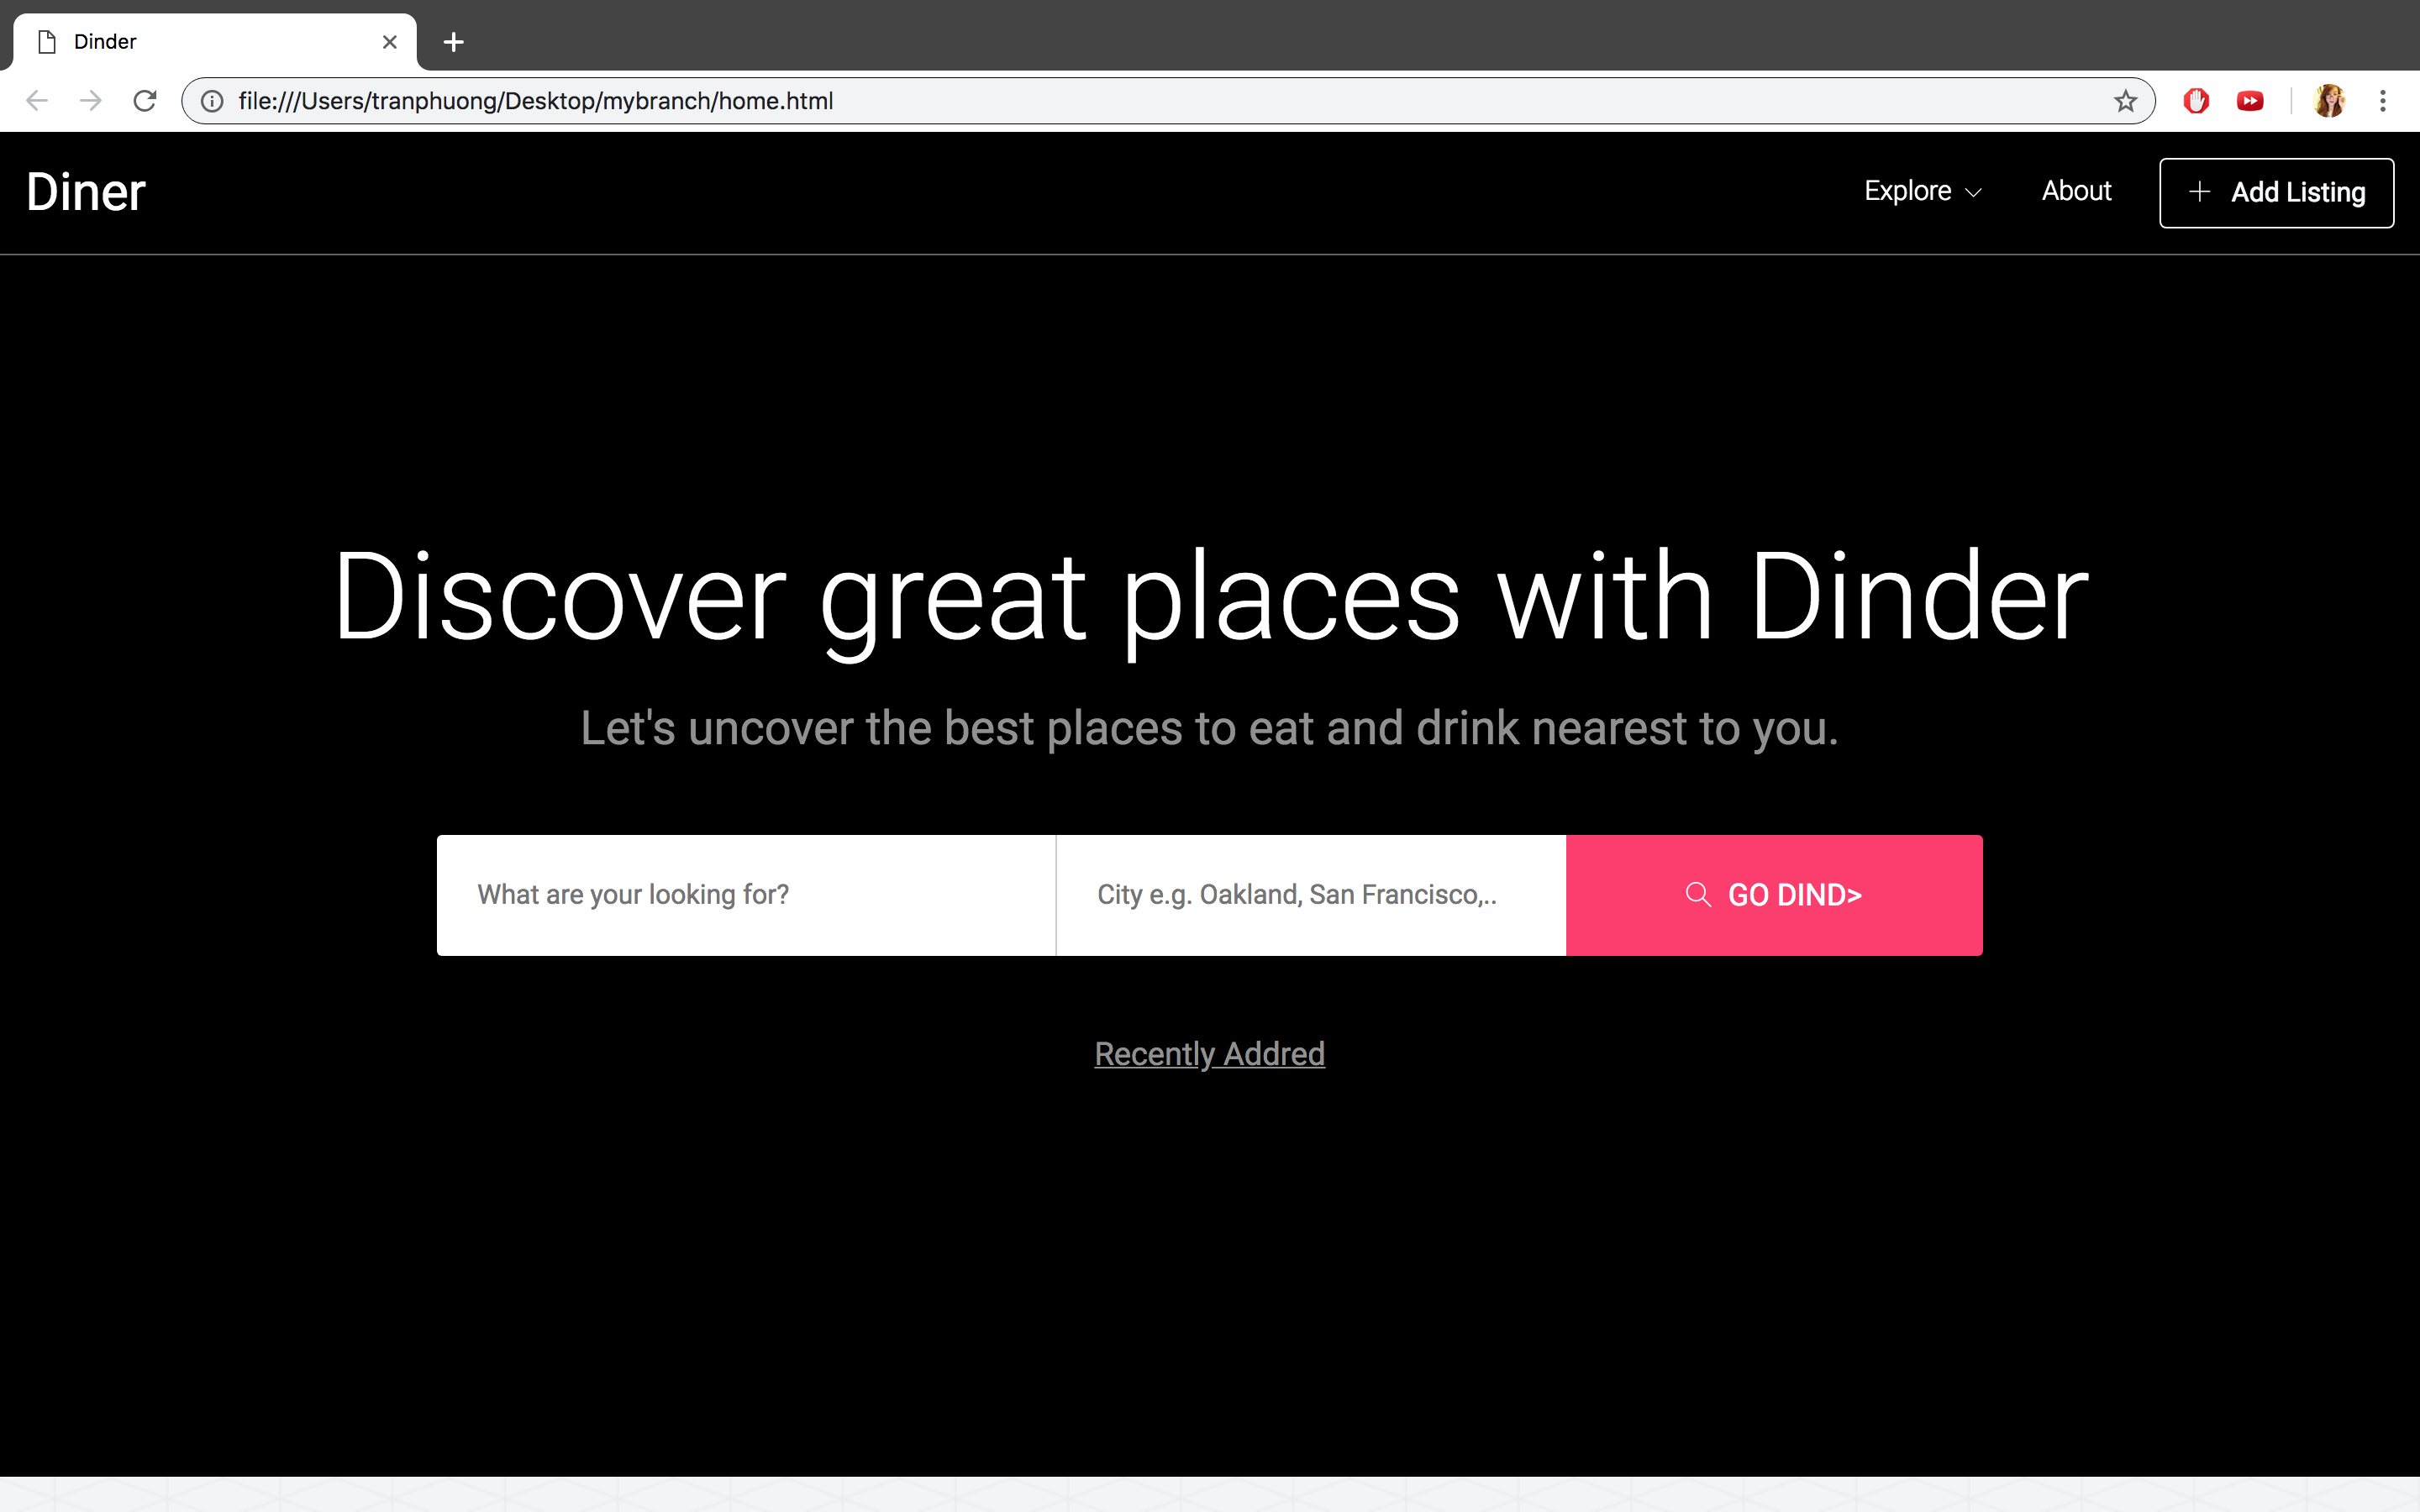 Dinder
file:///Users/tranphuong/Desktop/mybranch/home.html
Diner
Explore
About
Add Listing
Discover great places with Dinder
Let's uncover the best places to eat and drink nearest to you.
What are your looking for?
City e.g. Oakland, San Francisco,..
GO DIND>
Recently Addred